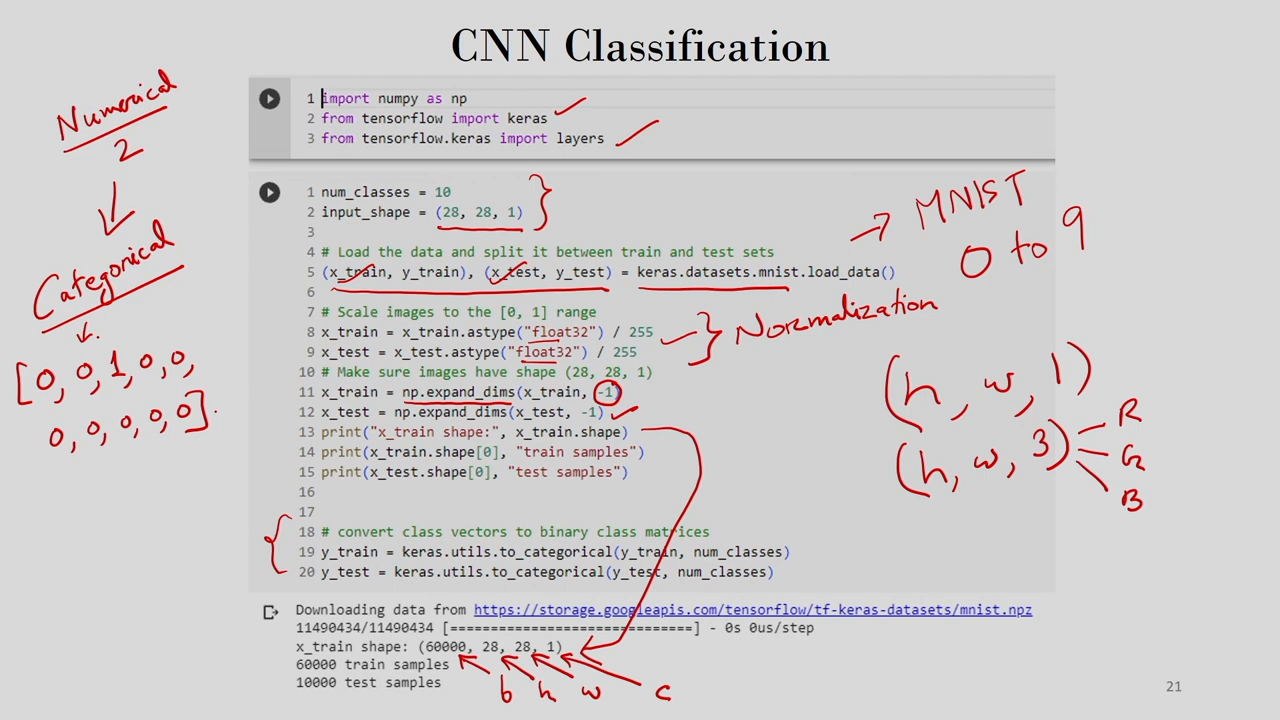 CNN Classification
1 import numpy as np
2 from tensorflow import keras
3 from tensorflow.keras import layers
1 num_classes = 10
2 input_shape = (28, 28, 1)
3
4 # Load the data and split it between train and test sets
5 (x_train, y_train), (x_test, y_test) = keras.datasets.mnist.load_data()
6
7 # Scale images to the [0, 1] range
8 x_train = x_train.astype("float32") / 255
9 x_test = x_test.astype("float32") / 255
10 # Make sure images have shape (28, 28, 1)
11 x_train = np.expand_dims(x_train, -1)
12 x_test = np.expand_dims(x_test, -1)
13 print("x_train shape:", x_train.shape)
14 print(x_train.shape[0], "train samples")
15 print(x_test.shape[0], "test samples")
16
17
18 # convert class vectors to binary class matrices
19 y_train = keras.utils.to_categorical(y_train, num_classes)
20 y_test = keras.utils.to_categorical(y_test, num_classes)
Downloading data from https://storage.googleapis.com/tensorflow/tf-keras-datasets/mnist.npz
11490434/11490434 [==============================] - 0s 0us/step
x_train shape: (60000, 28, 28, 1)
60000 train samples
10000 test samples
b h w c
Numerical
2
Categorical
[0, 0, 1, 0, 0,
0, 0, 0, 0, 0].
MNIST
0 to 9
Normalization
(h, w, 1)
(h, w, 3)
R
G
B
21